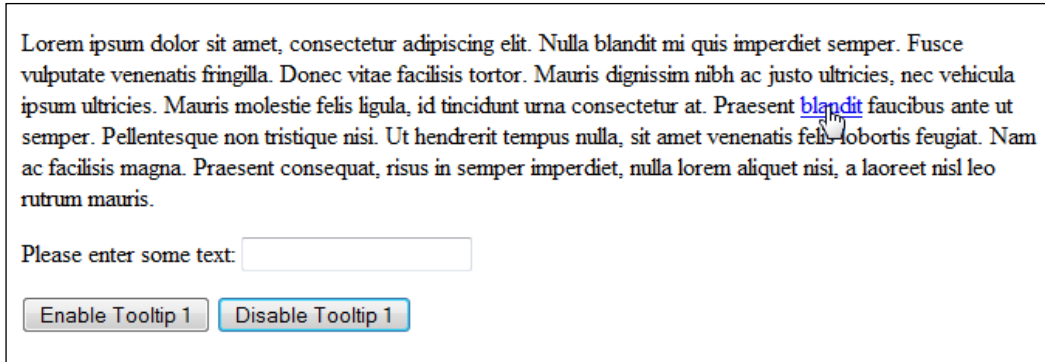 Lorem ipsum dolor sit amet, consectetur adipiscing elit. Nulla blandit mi quis imperdiet semper. Fusce
vulputate venenatis fringilla. Donec vitae facilisis tortor. Mauris dignissim nibh ac justo ultricies, nec vehicula
ipsum ultricies. Mauris molestie felis ligula, id tincidunt urna consectetur at. Praesent blandit faucibus ante ut
semper. Pellentesque non tristique nisi. Ut hendrerit tempus nulla, sit amet venenatis felis lobortis feugiat. Nam
ac facilisis magna. Praesent consequat, risus in semper imperdiet, nulla lorem aliquet nisi, a laoreet nisl leo
rutrum mauris.
Please enter some text:
Enable Tooltip 1 Disable Tooltip 1